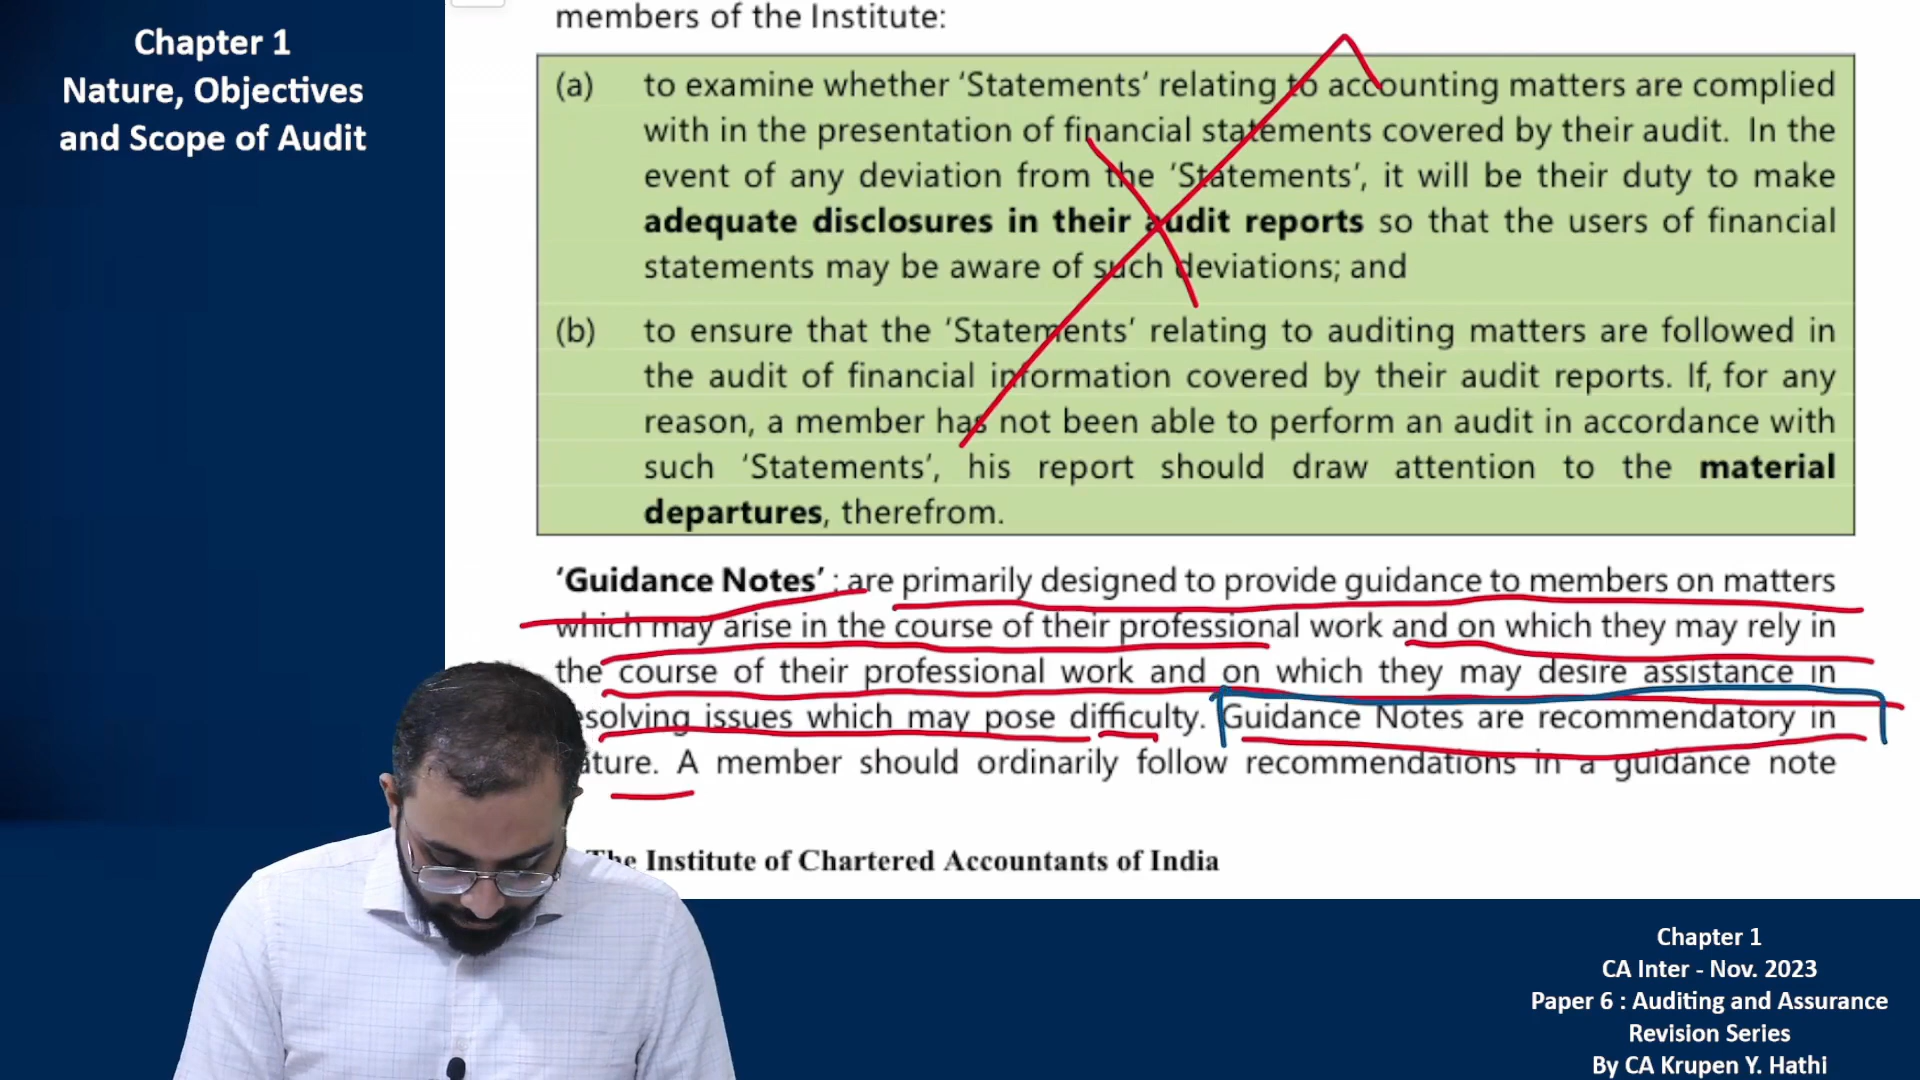 Chapter 1
Nature, Objectives
and Scope of Audit
members of the Institute:
(a) to examine whether ‘Statements’ relating to accounting matters are complied
with in the presentation of financial statements covered by their audit. In the
event of any deviation from the ‘Statements’, it will be their duty to make
adequate disclosures in their audit reports so that the users of financial
statements may be aware of such deviations; and
(b) to ensure that the ‘Statements’ relating to auditing matters are followed in
the audit of financial information covered by their audit reports. If, for any
reason, a member has not been able to perform an audit in accordance with
such ‘Statements’, his report should draw attention to the material
departures, therefrom.
‘Guidance Notes’ : are primarily designed to provide guidance to members on matters
which may arise in the course of their professional work and on which they may rely in
the course of their professional work and on which they may desire assistance in
esolving issues which may pose difficulty. Guidance Notes are recommendatory in
ature. A member should ordinarily follow recommendations in a guidance note
The Institute of Chartered Accountants of India
Chapter 1
CA Inter - Nov. 2023
Paper 6 : Auditing and Assurance
Revision Series
By CA Krupen Y. Hathi